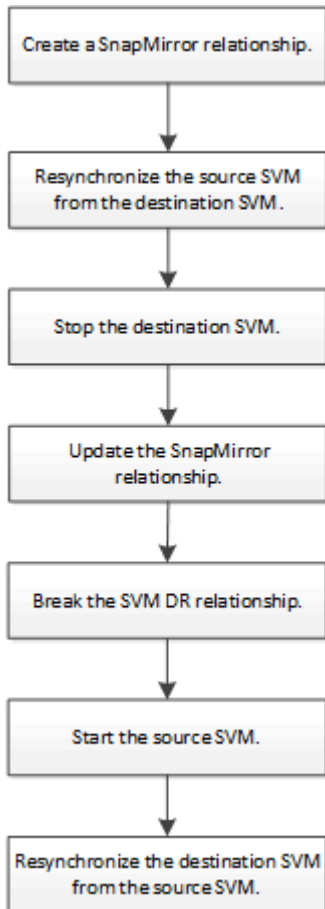 Create a SnapMirror relationship.
Resynchronize the source SVM
from the destination SVM.
Stop the destination SVM.
Update the SnapMirror
relationship.
Break the SVM DR relationship.
Start the source SVM.
Resynchronize the destination SVM
from the source SVM.